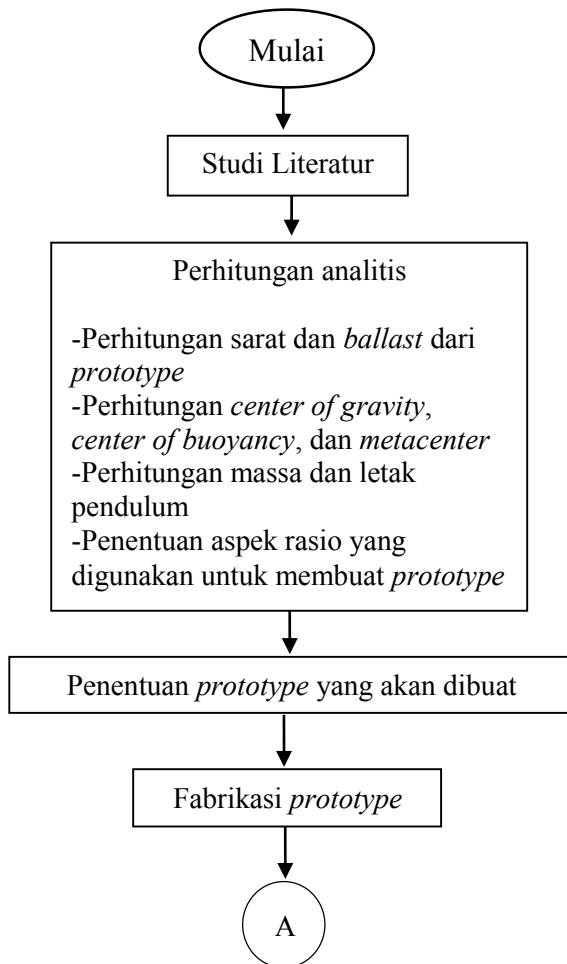 Mulai
Studi Literatur
Perhitungan analitis
-Perhitungan sarat dan ballast dari
prototype
-Perhitungan center of gravity,
center of buoyancy, dan metacenter
-Perhitungan massa dan letak
pendulum
-Penentuan aspek rasio yang
digunakan untuk membuat prototype
Penentuan prototype yang akan dibuat
Fabrikasi prototype
A